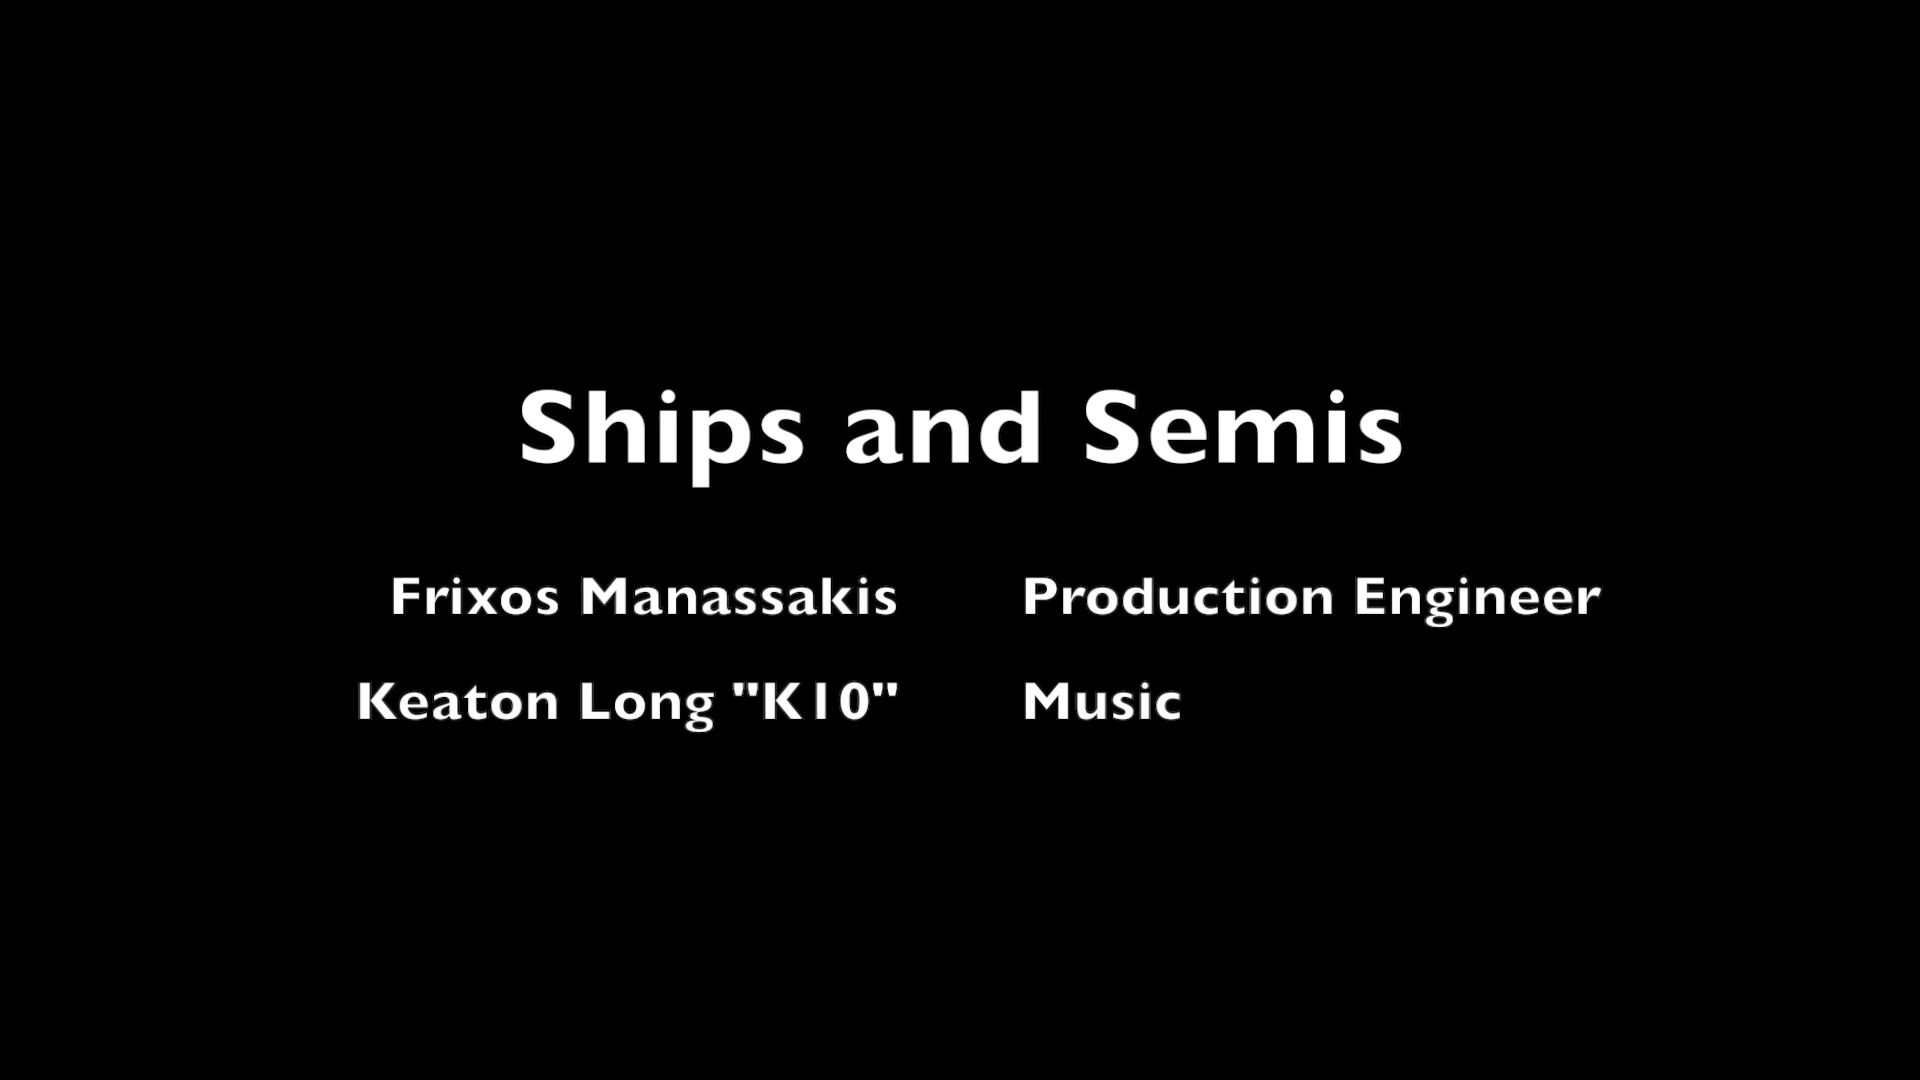 Ships and Semis
Frixos Manassakis Production Engineer
Keaton Long "K10" Music